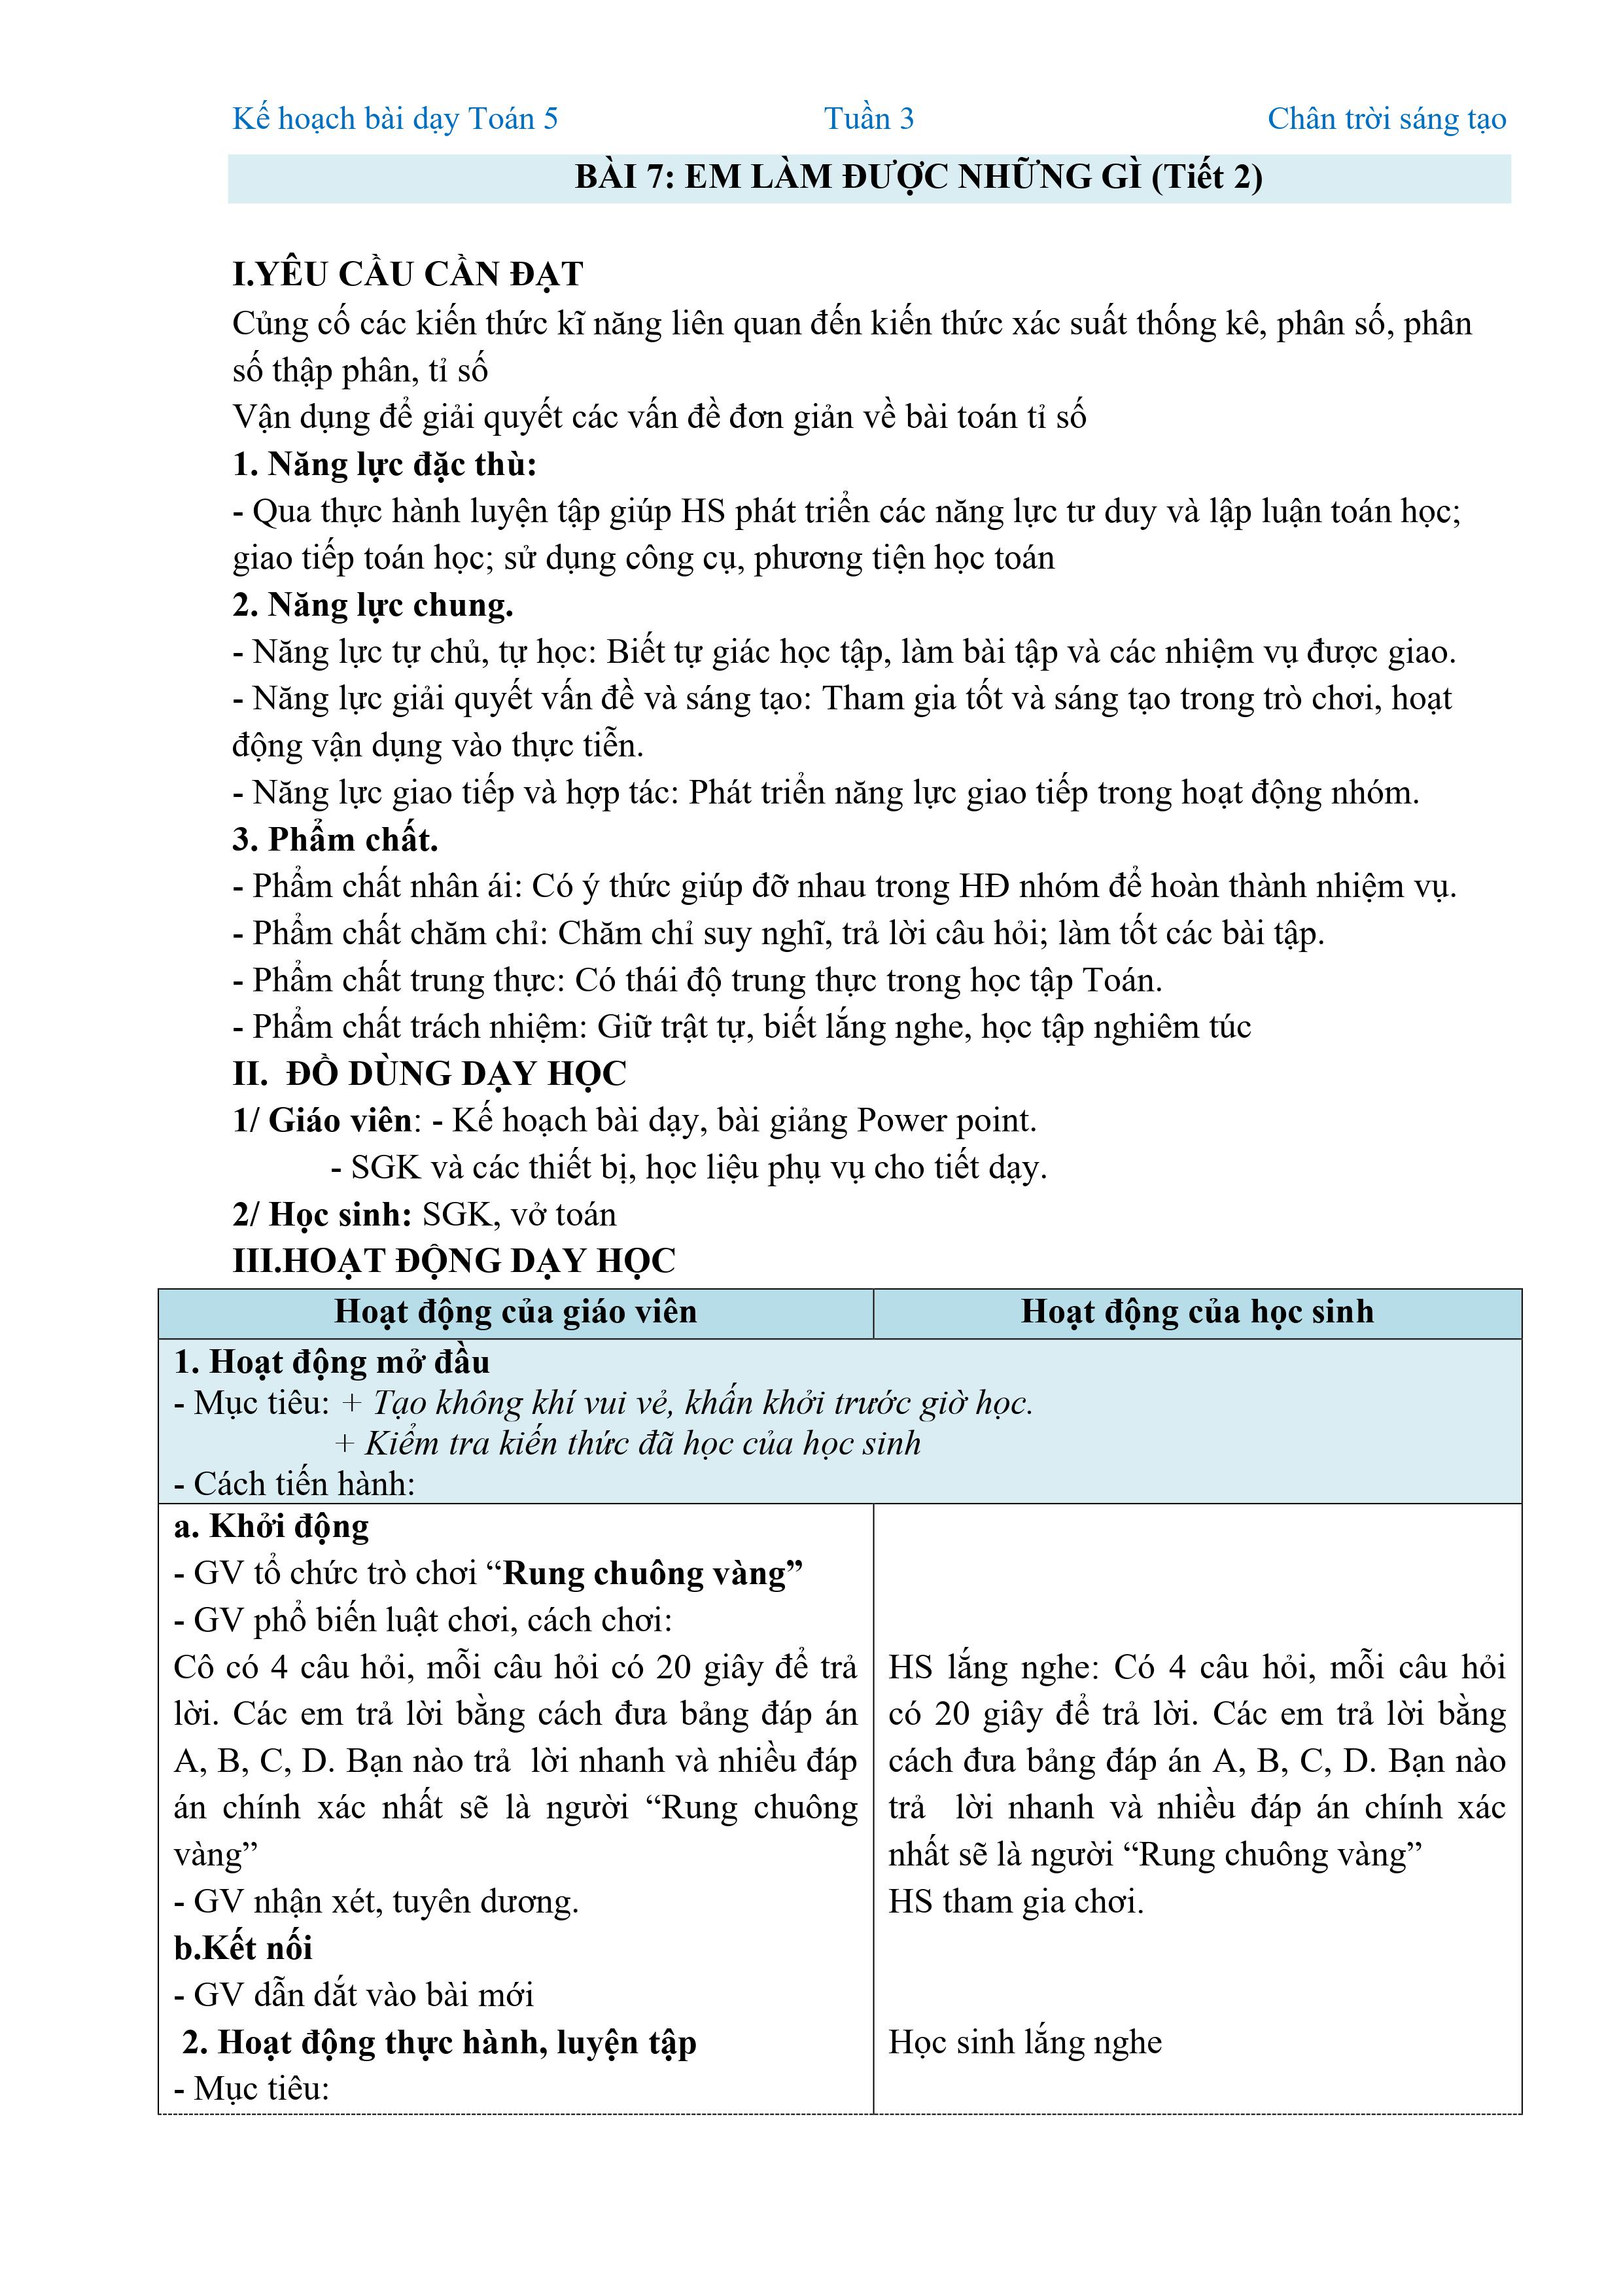 Kế hoạch bài dạy Toán 5 Tuần 3 Chân trời sáng tạo
BÀI 7: EM LÀM ĐƯỢC NHỮNG GÌ (Tiết 2)
I.YÊU CẦU CẦN ĐẠT
Củng cố các kiến thức kĩ năng liên quan đến kiến thức xác suất thống kê, phân số, phân
số thập phân, tỉ số
Vận dụng để giải quyết các vấn đề đơn giản về bài toán tỉ số
1. Năng lực đặc thù:
- Qua thực hành luyện tập giúp HS phát triển các năng lực tư duy và lập luận toán học;
giao tiếp toán học; sử dụng công cụ, phương tiện học toán
2. Năng lực chung.
- Năng lực tự chủ, tự học: Biết tự giác học tập, làm bài tập và các nhiệm vụ được giao.
- Năng lực giải quyết vấn đề và sáng tạo: Tham gia tốt và sáng tạo trong trò chơi, hoạt
động vận dụng vào thực tiễn.
- Năng lực giao tiếp và hợp tác: Phát triển năng lực giao tiếp trong hoạt động nhóm.
3. Phẩm chất.
- Phẩm chất nhân ái: Có ý thức giúp đỡ nhau trong HĐ nhóm để hoàn thành nhiệm vụ.
- Phẩm chất chăm chỉ: Chăm chỉ suy nghĩ, trả lời câu hỏi; làm tốt các bài tập.
- Phẩm chất trung thực: Có thái độ trung thực trong học tập Toán.
- Phẩm chất trách nhiệm: Giữ trật tự, biết lắng nghe, học tập nghiêm túc
II. ĐỒ DÙNG DẠY HỌC
1/ Giáo viên: - Kế hoạch bài dạy, bài giảng Power point.
- SGK và các thiết bị, học liệu phụ vụ cho tiết dạy.
2/ Học sinh: SGK, vở toán
III.HOẠT ĐỘNG DẠY HỌC
Hoạt động của giáo viên
Hoạt động của học sinh
1. Hoạt động mở đầu
- Mục tiêu: + Tạo không khí vui vẻ, khấn khởi trước giờ học.
+ Kiểm tra kiến thức đã học của học sinh
- Cách tiến hành:
a. Khởi động
- GV tổ chức trò chơi “Rung chuông vàng”
- GV phổ biến luật chơi, cách chơi:
Cô có 4 câu hỏi, mỗi câu hỏi có 20 giây để trả
lời. Các em trả lời bằng cách đưa bảng đáp án
A, B, C, D. Bạn nào trả lời nhanh và nhiều đáp
án chính xác nhất sẽ là người “Rung chuông
vàng”
- GV nhận xét, tuyên dương.
b.Kết nối
- GV dẫn dắt vào bài mới
2. Hoạt động thực hành, luyện tập
- Mục tiêu:
HS lắng nghe: Có 4 câu hỏi, mỗi câu hỏi
có 20 giây để trả lời. Các em trả lời bằng
cách đưa bảng đáp án A, B, C, D. Bạn nào
trả lời nhanh và nhiều đáp án chính xác
nhất sẽ là người “Rung chuông vàng”
HS tham gia chơi.
Học sinh lắng nghe